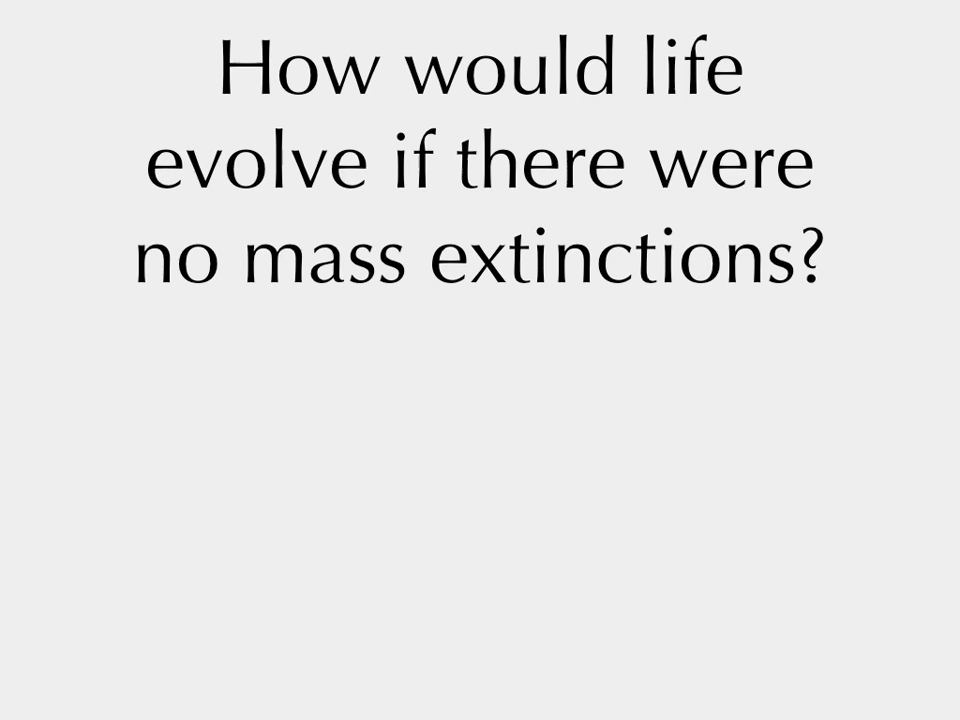 How would life
evolve if there were
no mass extinctions?